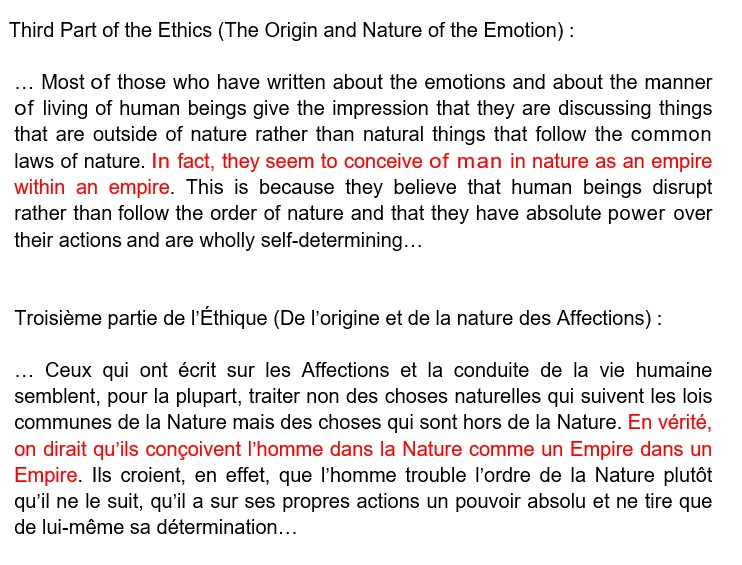 Third Part of the Ethics (The Origin and Nature of the Emotion) :
… Most of those who have written about the emotions and about the manner
of living of human beings give the impression that they are discussing things
that are outside of nature rather than natural things that follow the common
laws of nature. In fact, they seem to conceive of man in nature as an empire
within an empire. This is because they believe that human beings disrupt
rather than follow the order of nature and that they have absolute power over
their actions and are wholly self-determining…
Troisième partie de l’Éthique (De l’origine et de la nature des Affections) :
… Ceux qui ont écrit sur les Affections et la conduite de la vie humaine
semblent, pour la plupart, traiter non des choses naturelles qui suivent les lois
communes de la Nature mais des choses qui sont hors de la Nature. En vérité,
on dirait qu’ils conçoivent l’homme dans la Nature comme un Empire dans un
Empire. Ils croient, en effet, que l’homme trouble l’ordre de la Nature plutôt
qu’il ne le suit, qu’il a sur ses propres actions un pouvoir absolu et ne tire que
de lui-même sa détermination…